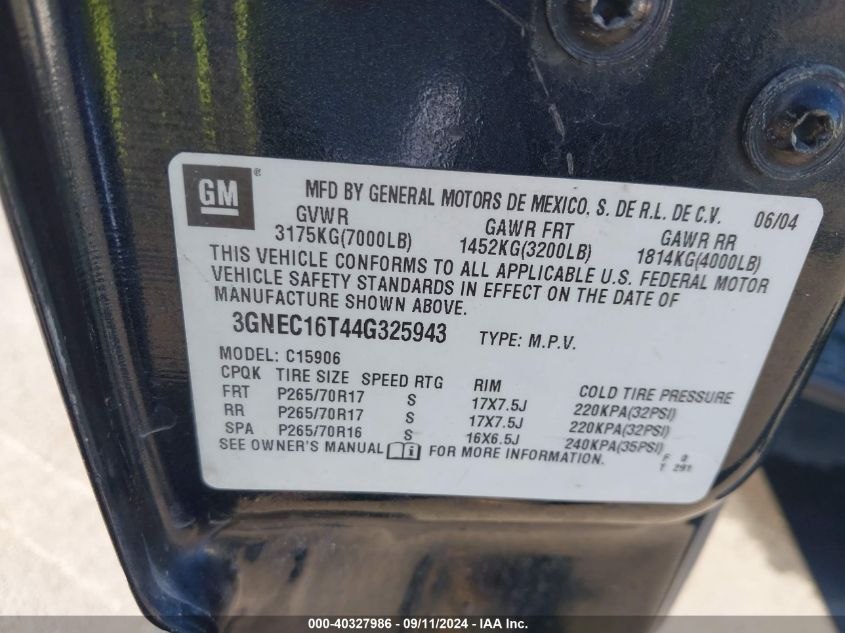 GM ®
MFD BY GENERAL MOTORS DE MEXICO, S. DE R.L. DE C.V. 06/04
GVWR GAWR FRT GAWR RR
3175KG(7000LB) 1452KG(3200LB) 1814KG(4000LB)
THIS VEHICLE CONFORMS TO ALL APPLICABLE U.S. FEDERAL MOTOR
VEHICLE SAFETY STANDARDS IN EFFECT ON THE DATE OF
MANUFACTURE SHOWN ABOVE.
3GNEC16T44G325943 TYPE: M.P.V.
MODEL: C15906
CPQK TIRE SIZE SPEED RTG RIM COLD TIRE PRESSURE
FRT P265/70R17 S 17X7.5J 220KPA(32PSI)
RR P265/70R17 S 17X7.5J 220KPA(32PSI)
SPA P265/70R16 S 16X6.5J 240KPA(35PSI)
SEE OWNER'S MANUAL i FOR MORE INFORMATION.
F 0
T 291
000-40327986 - 09/11/2024 - IAA Inc.